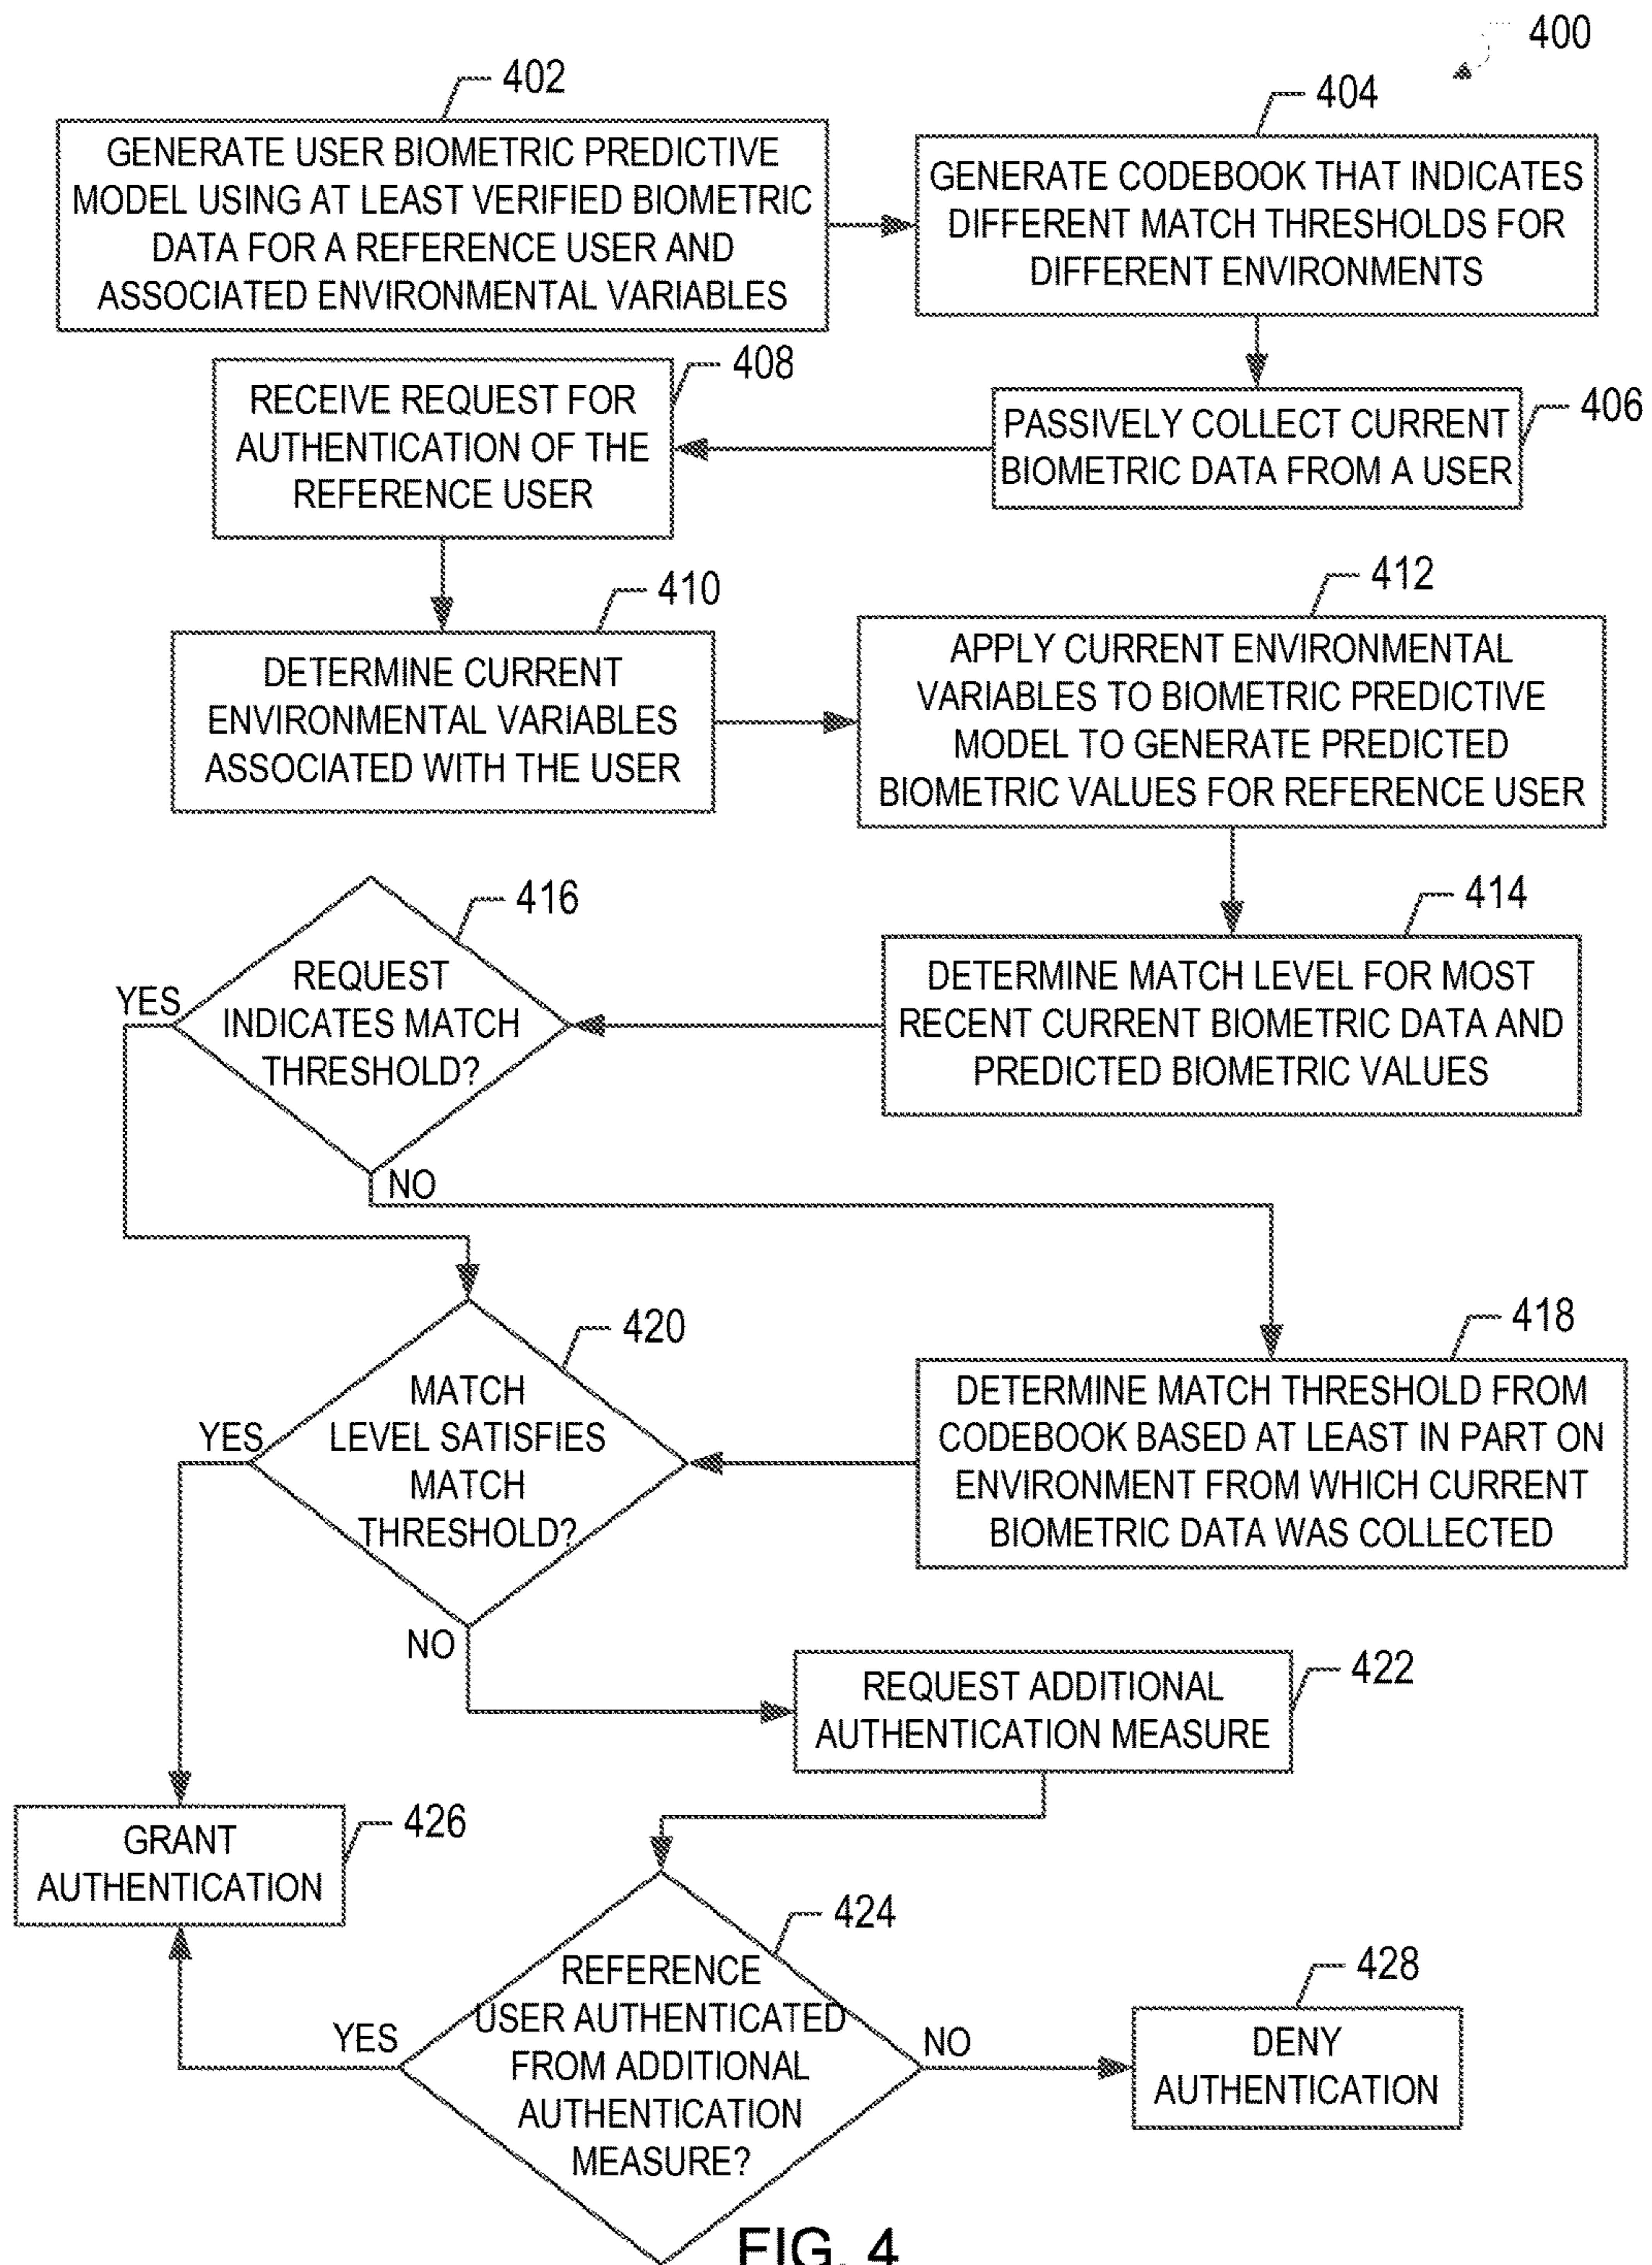 400
402
GENERATE USER BIOMETRIC PREDICTIVE
MODEL USING AT LEAST VERIFIED BIOMETRIC
DATA FOR A REFERENCE USER AND
ASSOCIATED ENVIRONMENTAL VARIABLES
404
GENERATE CODEBOOK THAT INDICATES
DIFFERENT MATCH THRESHOLDS FOR
DIFFERENT ENVIRONMENTS
406
PASSIVELY COLLECT CURRENT
BIOMETRIC DATA FROM A USER
408
RECEIVE REQUEST FOR
AUTHENTICATION OF THE
REFERENCE USER
410
DETERMINE CURRENT
ENVIRONMENTAL VARIABLES
ASSOCIATED WITH THE USER
412
APPLY CURRENT ENVIRONMENTAL
VARIABLES TO BIOMETRIC PREDICTIVE
MODEL TO GENERATE PREDICTED
BIOMETRIC VALUES FOR REFERENCE USER
414
DETERMINE MATCH LEVEL FOR MOST
RECENT CURRENT BIOMETRIC DATA AND
PREDICTED BIOMETRIC VALUES
416
REQUEST
INDICATES MATCH
THRESHOLD?
YES
NO
418
DETERMINE MATCH THRESHOLD FROM
CODEBOOK BASED AT LEAST IN PART ON
ENVIRONMENT FROM WHICH CURRENT
BIOMETRIC DATA WAS COLLECTED
420
MATCH
LEVEL SATISFIES
MATCH
THRESHOLD?
YES
NO
422
REQUEST ADDITIONAL
AUTHENTICATION MEASURE
426
GRANT
AUTHENTICATION
424
REFERENCE
USER AUTHENTICATED
FROM ADDITIONAL
AUTHENTICATION
MEASURE?
YES
NO
428
DENY
AUTHENTICATION
FIG. 4